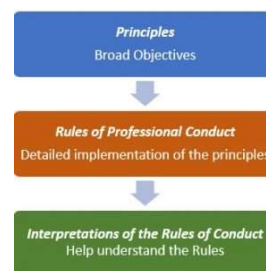 Principles
Broad Objectives
Rules of Professional Conduct
Detailed implementation of the principles
Interpretations of the Rules of Conduct
Help understand the Rules